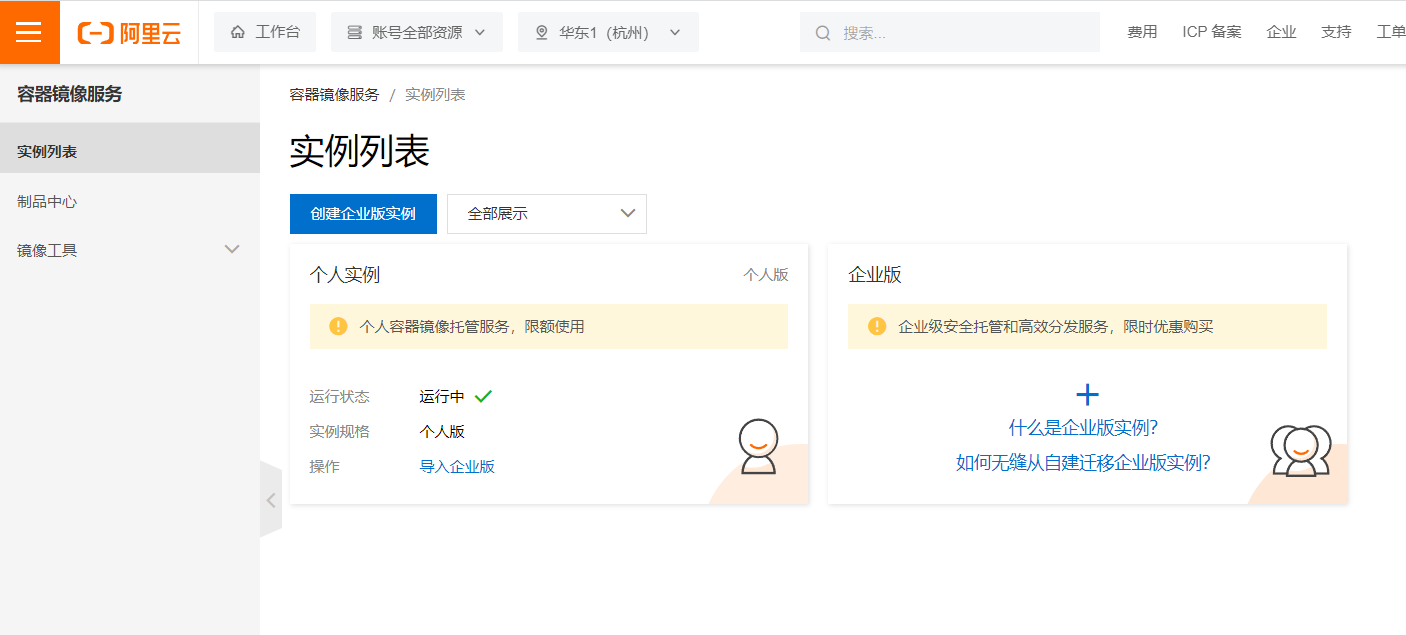 阿里云 工作台 账号全部资源 华东1（杭州） 搜索... 费用 ICP 备案 企业 支持 工单
容器镜像服务
实例列表
制品中心
镜像工具
容器镜像服务 / 实例列表
实例列表
创建企业版实例 全部展示
个人实例 个人版
个人容器镜像托管服务，限额使用
运行状态 运行中
实例规格 个人版
操作 导入企业版
企业版
企业级安全托管和高效分发服务，限时优惠购买
什么是企业版实例?
如何无缝从自建迁移企业版实例?